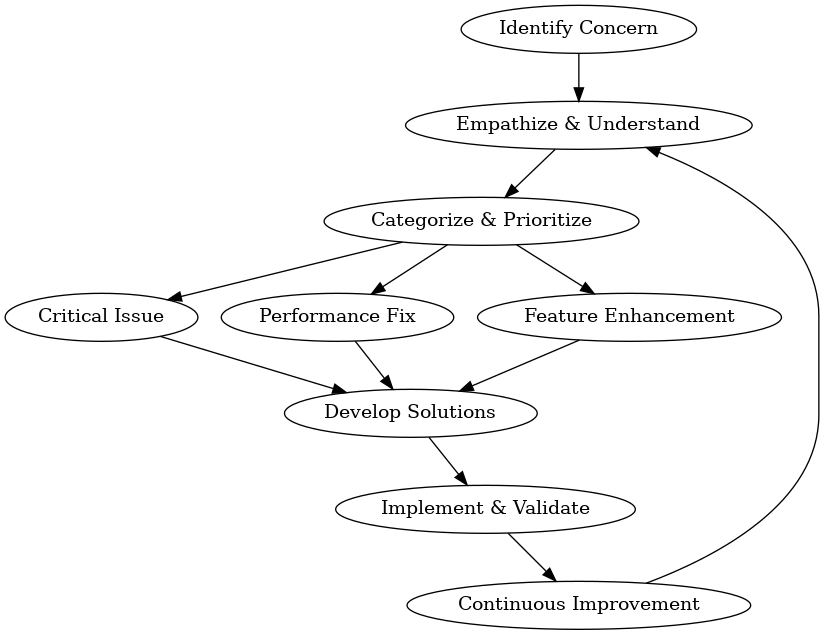 Identify Concern
Empathize & Understand
Categorize & Prioritize
Critical Issue
Performance Fix
Feature Enhancement
Develop Solutions
Implement & Validate
Continuous Improvement